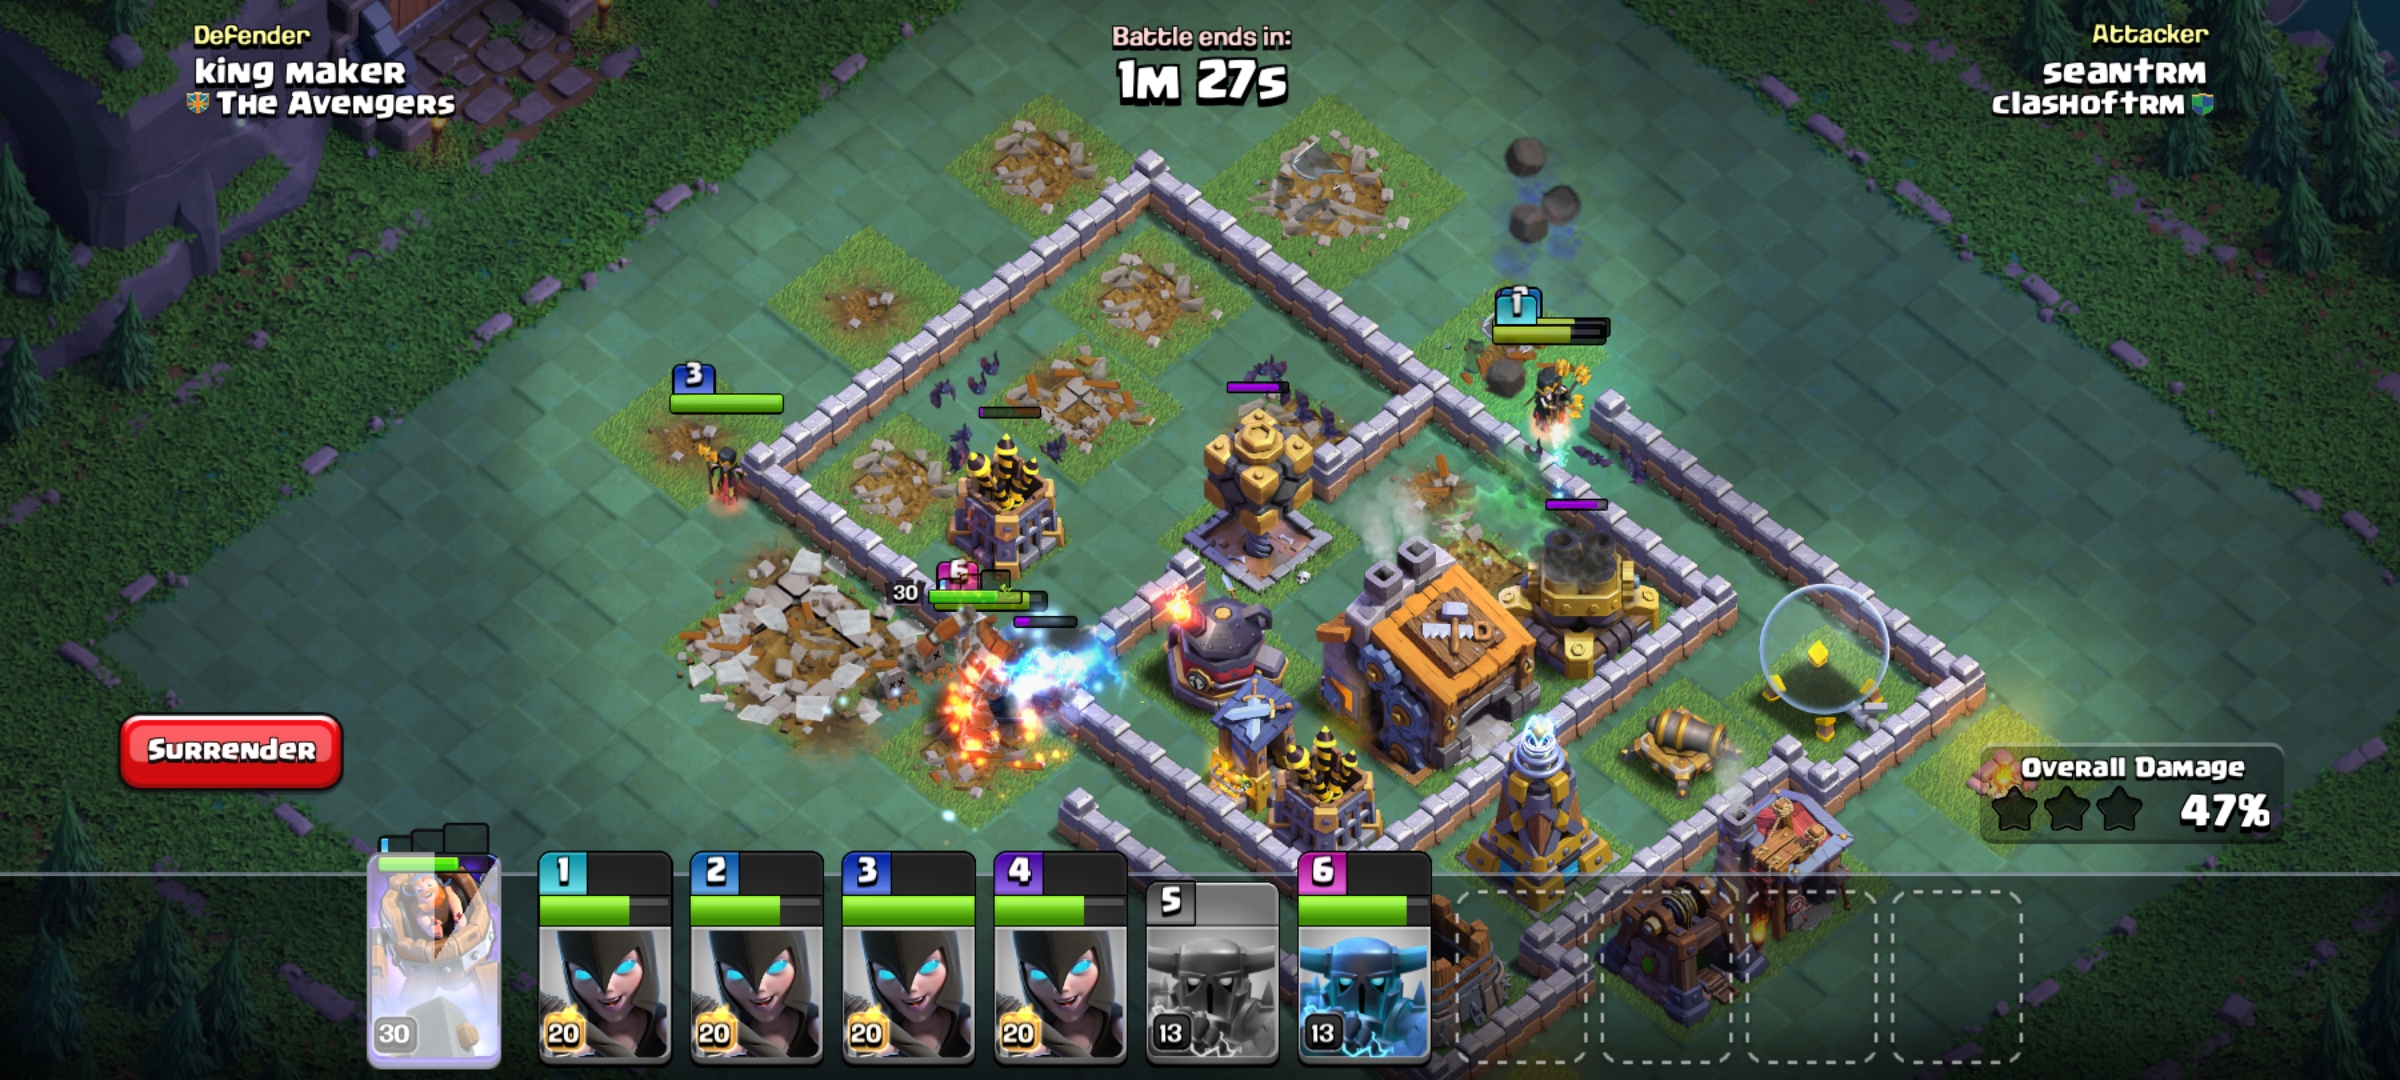 Defender
king maker
The Avengers
Battle ends in:
1m 27s
Attacker
seantrm
clashoftrm
1
3
6
30
Surrender
Overall Damage
47%
1
2
3
4
5
6
30
20
20
20
20
13
13